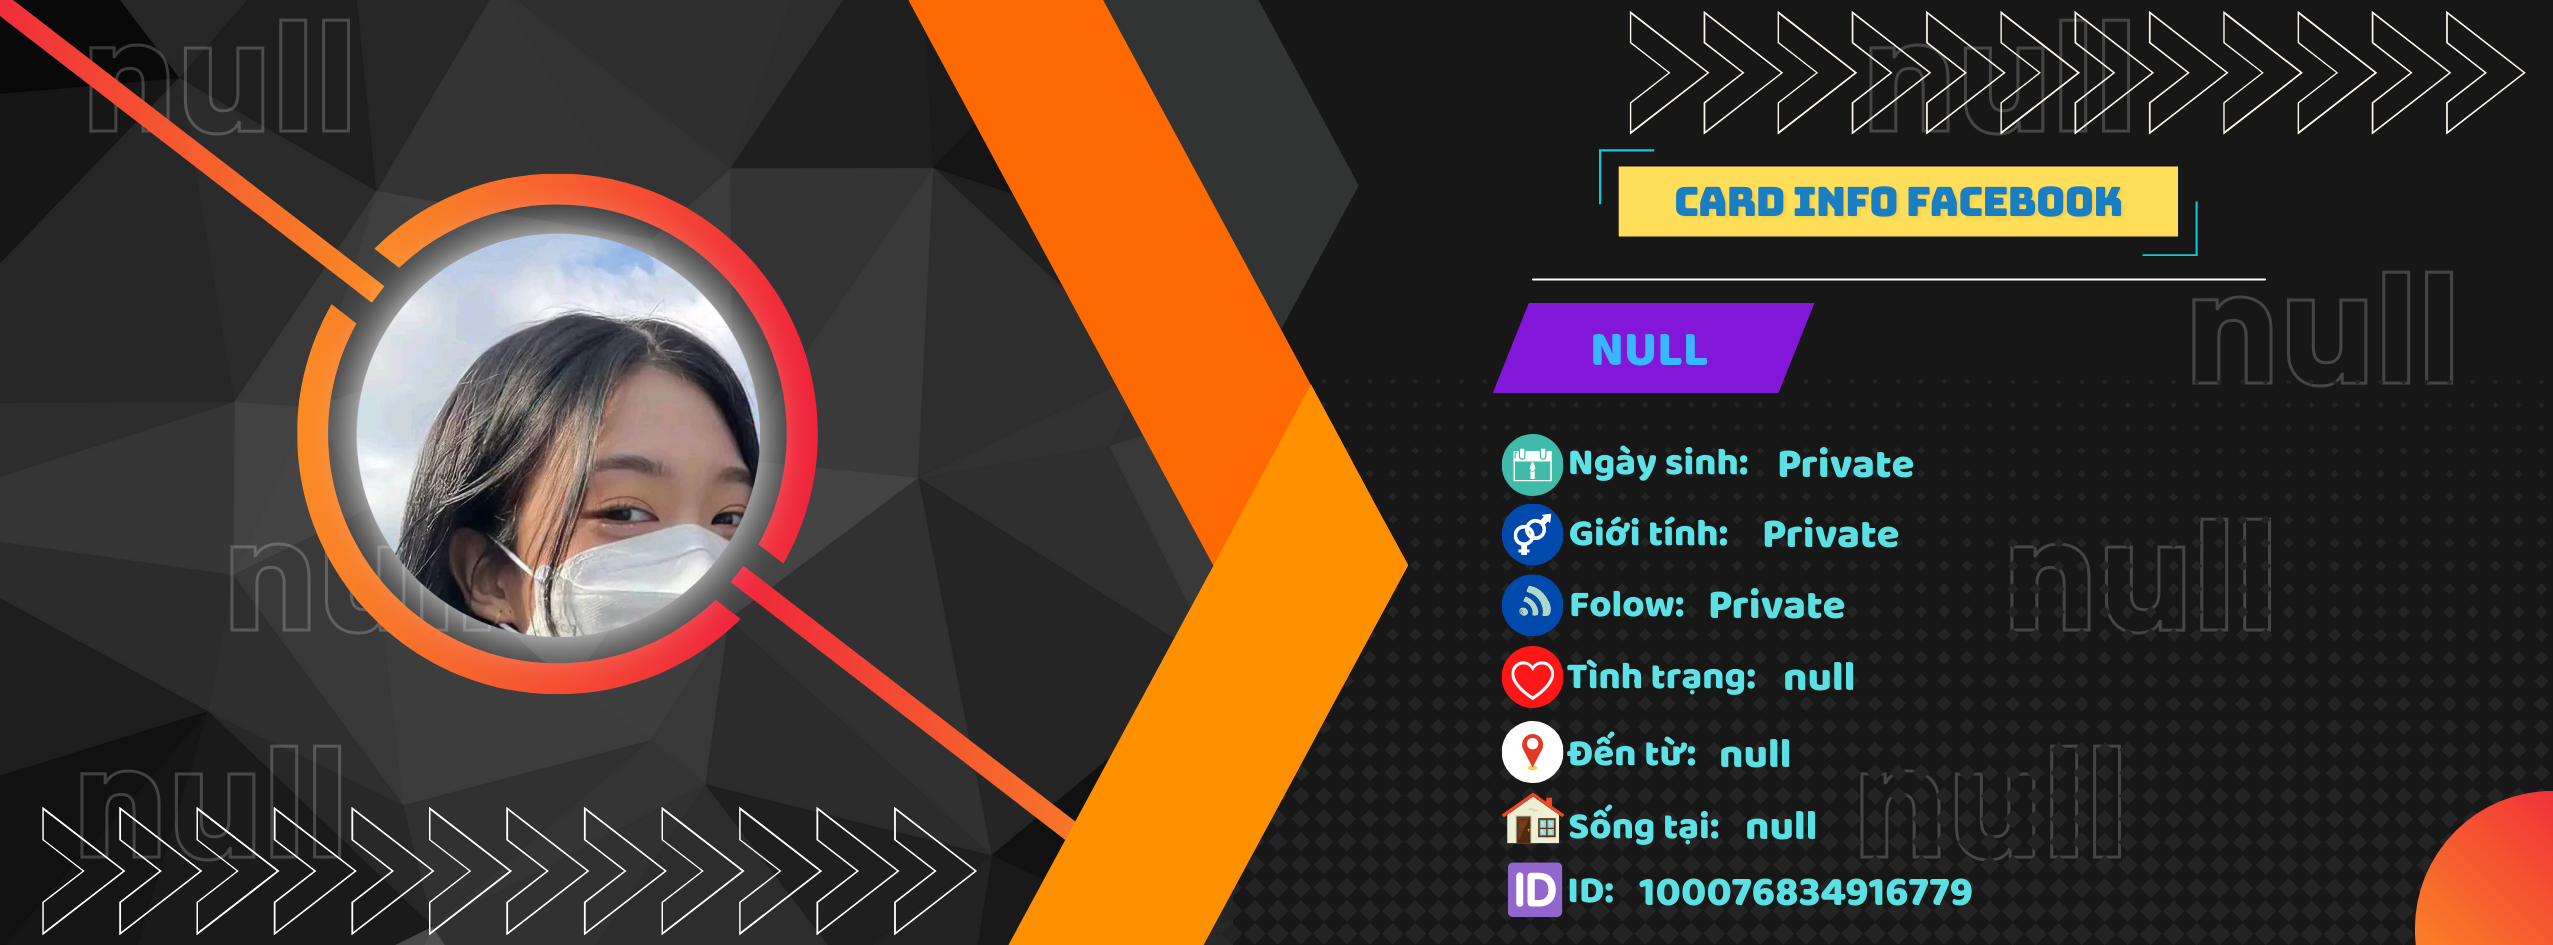 null
null
CARD INFO FACEBOOK
null
NULL
Ngày sinh: Private
Giới tính: Private
null
null
Folow: Private
Tình trạng: null
Đến từ: null
null
null
Sống tại: null
ID ID: 100076834916779